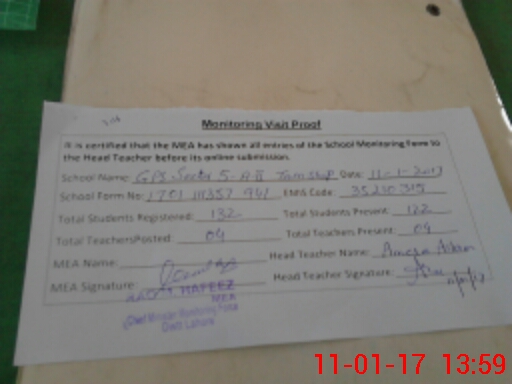 Monitoring Visit Proof
It is certified that the MEA has shown all entries of the School Monitoring Form to
the Head Teacher before its online submission.
School Name: GPS Sector 5-A-II Township Date: 11-1-2017
School Form No: EMIS Code: 35210315
Total Students Registered: 132 Total Students Present: 122
Total Teachers Posted: 04 Total Teachers Present: 04
MEA Name: Head Teacher Name:
MEA Signature: Head Teacher Signature:
HAFEEZ
MEA
11-01-17 13:59